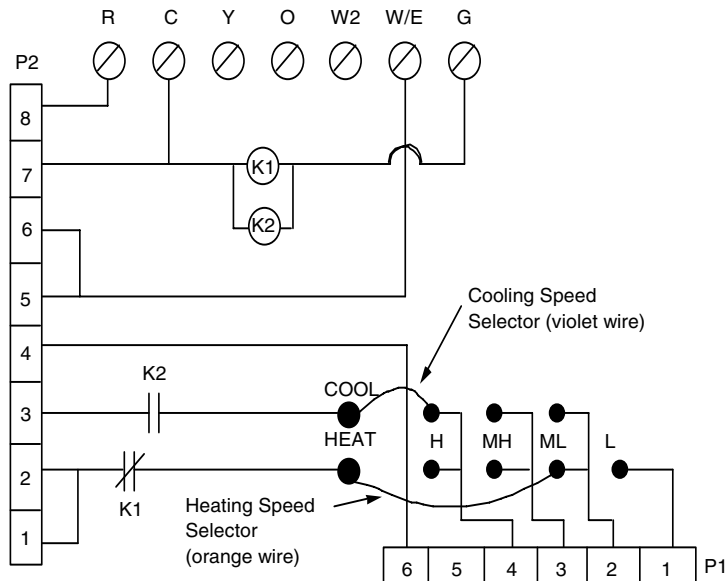 R C Y O W2 W/E G
P2
8
7
6
5
4
3
2
1
K1
K2
Cooling Speed
Selector (violet wire)
K2
COOL
HEAT
H MH ML L
K1
Heating Speed
Selector
(orange wire)
6 5 4 3 2 1 P1